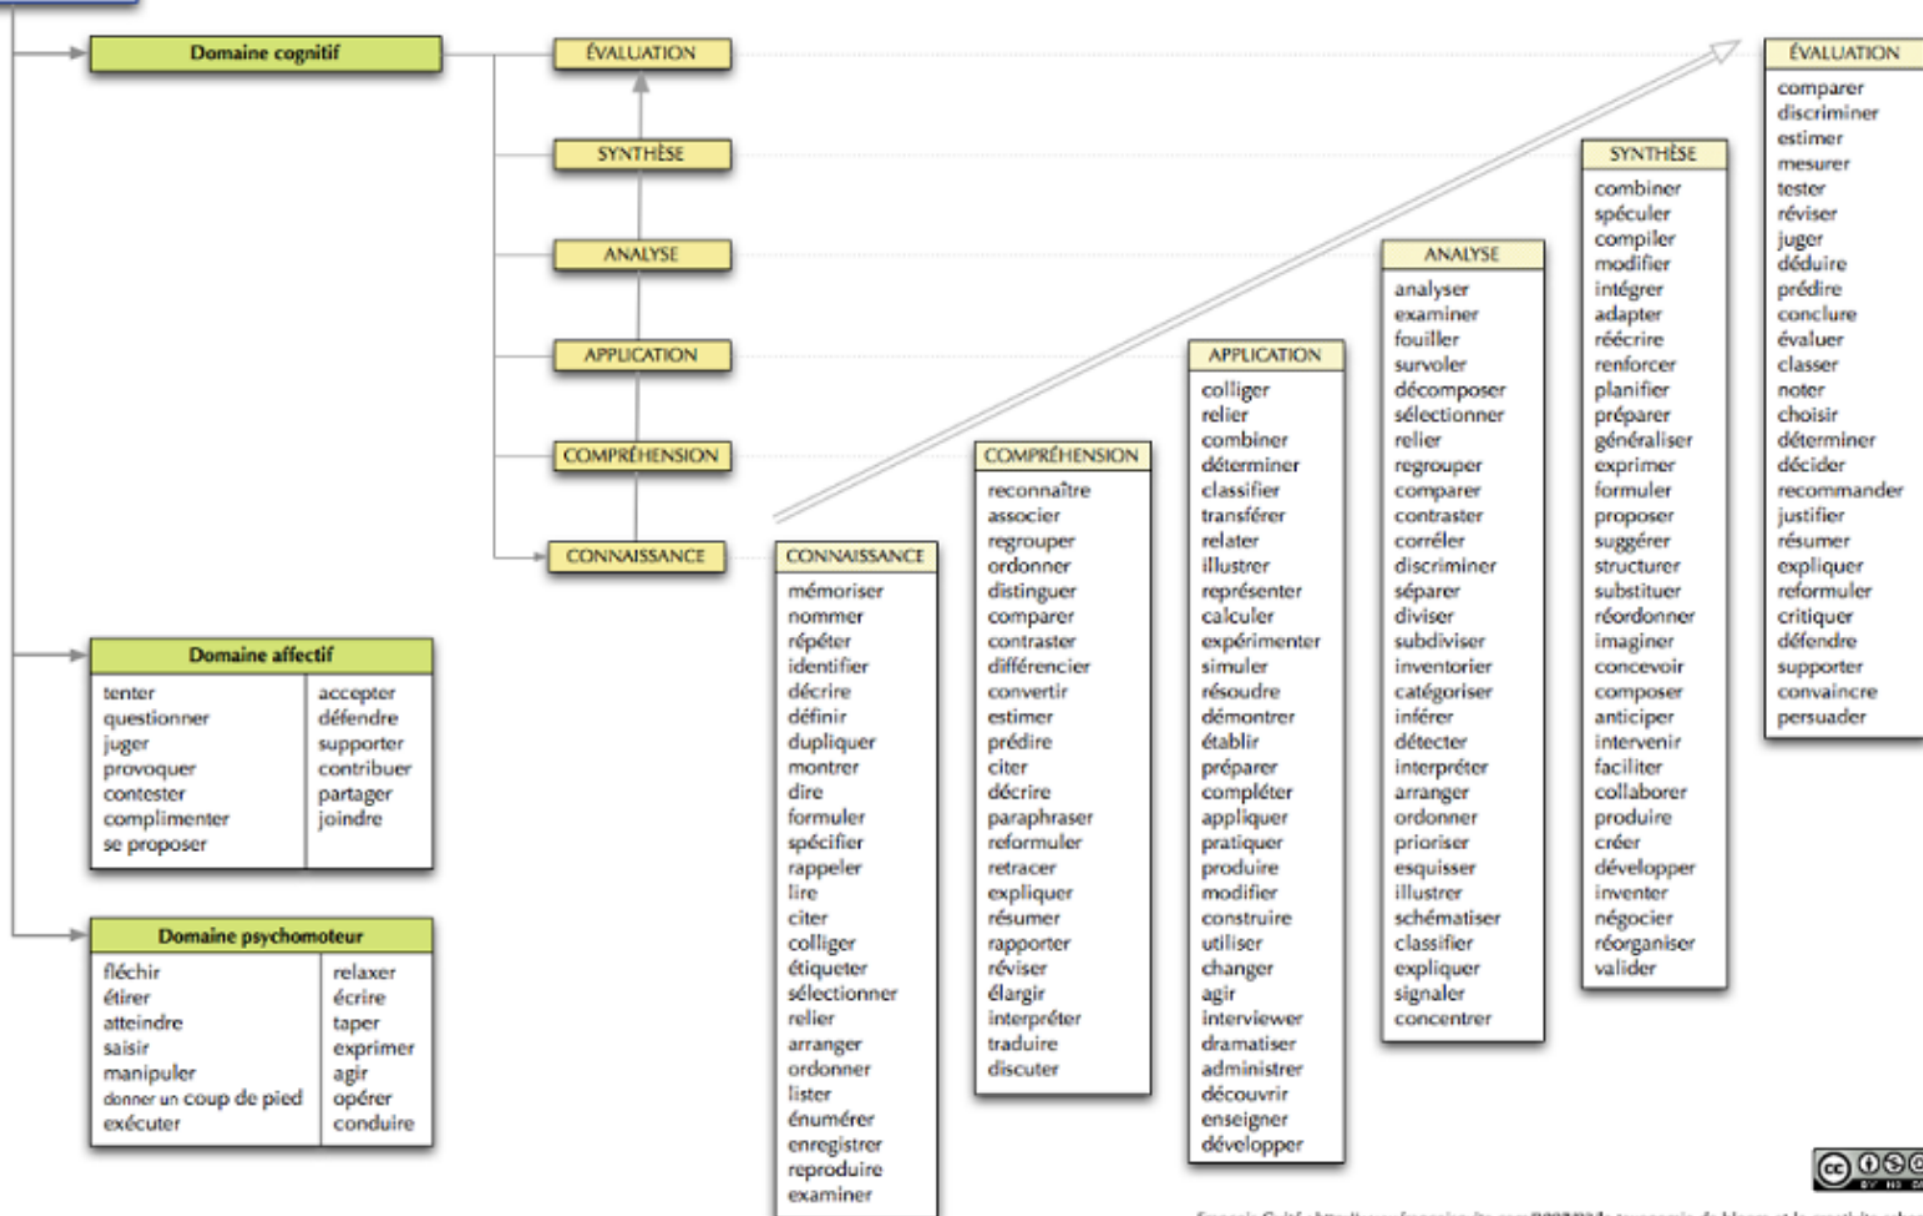 Domaine cognitif
ÉVALUATION
SYNTHÈSE
ANALYSE
APPLICATION
COMPRÉHENSION
CONNAISSANCE
Domaine affectif
tenter
questionner
juger
provoquer
contester
complimenter
se proposer
accepter
défendre
supporter
contribuer
partager
joindre
Domaine psychomoteur
fléchir
étirer
atteindre
saisir
manipuler
donner un coup de pied
exécuter
relaxer
écrire
taper
exprimer
agir
opérer
conduire
CONNAISSANCE
mémoriser
nommer
répéter
identifier
décrire
définir
dupliquer
montrer
dire
formuler
spécifier
rappeler
lire
citer
colliger
étiqueter
sélectionner
relier
arranger
ordonner
lister
énumérer
enregistrer
reproduire
examiner
COMPRÉHENSION
reconnaître
associer
regrouper
ordonner
distinguer
comparer
contraster
différencier
convertir
estimer
prédire
citer
décrire
paraphraser
reformuler
retracer
expliquer
résumer
rapporter
réviser
élargir
interpréter
traduire
discuter
APPLICATION
colliger
relier
combiner
déterminer
classifier
transférer
relater
illustrer
représenter
calculer
expérimenter
simuler
résoudre
démontrer
établir
préparer
compléter
appliquer
pratiquer
produire
modifier
construire
utiliser
changer
agir
interviewer
dramatiser
administrer
découvrir
enseigner
développer
ANALYSE
analyser
examiner
fouiller
survoler
décomposer
sélectionner
relier
regrouper
comparer
contraster
corréler
discriminer
séparer
diviser
subdiviser
inventorier
catégoriser
inférer
détecter
interpréter
arranger
ordonner
prioriser
esquisser
illustrer
schématiser
classifier
expliquer
signaler
concentrer
SYNTHÈSE
combiner
spéculer
compiler
modifier
intégrer
adapter
réécrire
renforcer
planifier
préparer
généraliser
exprimer
formuler
proposer
suggérer
structurer
substituer
réordonner
imaginer
concevoir
composer
anticiper
intervenir
faciliter
collaborer
produire
créer
développer
inventer
négocier
réorganiser
valider
ÉVALUATION
comparer
discriminer
estimer
mesurer
tester
réviser
juger
déduire
prédire
conclure
évaluer
classer
noter
choisir
déterminer
décider
recommander
justifier
résumer
expliquer
reformuler
critiquer
défendre
supporter
convaincre
persuader
cc